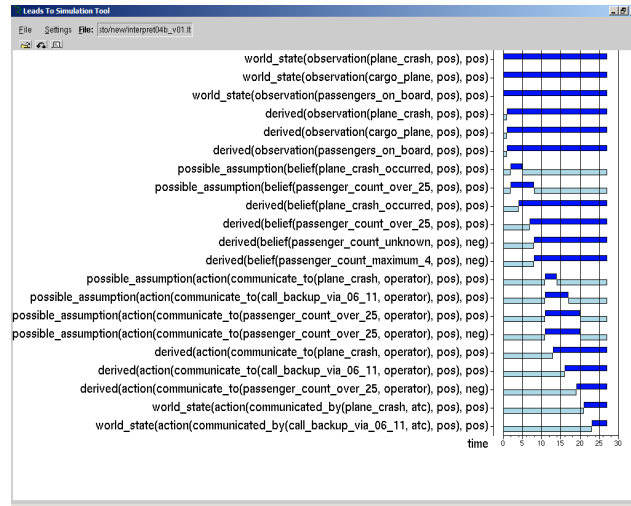 Leads To Simulation Tool
File Settings File: sto/new/interpret04b_v01.lt
world_state(observation(plane_crash, pos), pos)
world_state(observation(cargo_plane, pos), pos)
world_state(observation(passengers_on_board, pos), pos)
derived(observation(plane_crash, pos), pos)
derived(observation(cargo_plane, pos), pos)
derived(observation(passengers_on_board, pos), pos)
possible_assumption(belief(plane_crash_occurred, pos), pos)
possible_assumption(belief(passenger_count_over_25, pos), pos)
derived(belief(plane_crash_occurred, pos), pos)
derived(belief(passenger_count_over_25, pos), pos)
derived(belief(passenger_count_unknown, pos), neg)
derived(belief(passenger_count_maximum_4, pos), neg)
possible_assumption(action(communicate_to(plane_crash, operator), pos), pos)
possible_assumption(action(communicate_to(call_backup_via_06_11, operator), pos), pos)
possible_assumption(action(communicate_to(passenger_count_over_25, operator), pos), pos)
possible_assumption(action(communicate_to(passenger_count_over_25, operator), pos), neg)
derived(action(communicate_to(plane_crash, operator), pos), pos)
derived(action(communicate_to(call_backup_via_06_11, operator), pos), pos)
derived(action(communicate_to(passenger_count_over_25, operator), pos), neg)
world_state(action(communicated_by(plane_crash, atc), pos), pos)
world_state(action(communicated_by(call_backup_via_06_11, atc), pos), pos)
time 0 5 10 15 20 25 30